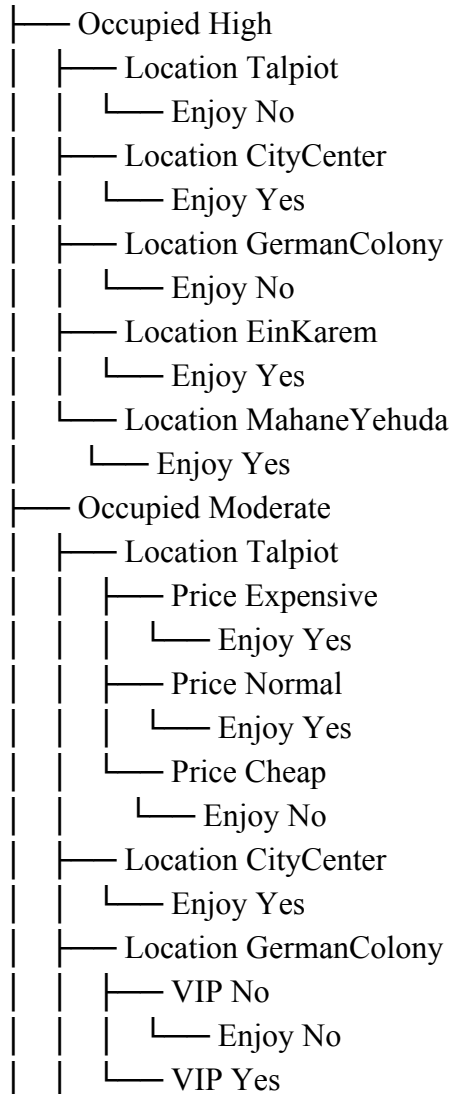 ├── Occupied High
│ ├── Location Talpiot
│ │ └── Enjoy No
│ ├── Location CityCenter
│ │ └── Enjoy Yes
│ ├── Location GermanColony
│ │ └── Enjoy No
│ ├── Location EinKarem
│ │ └── Enjoy Yes
│ └── Location MahaneYehuda
│ └── Enjoy Yes
├── Occupied Moderate
│ ├── Location Talpiot
│ │ ├── Price Expensive
│ │ │ └── Enjoy Yes
│ │ ├── Price Normal
│ │ │ └── Enjoy Yes
│ │ └── Price Cheap
│ │ └── Enjoy No
│ ├── Location CityCenter
│ │ └── Enjoy Yes
│ ├── Location GermanColony
│ │ ├── VIP No
│ │ │ └── Enjoy No
│ │ └── VIP Yes